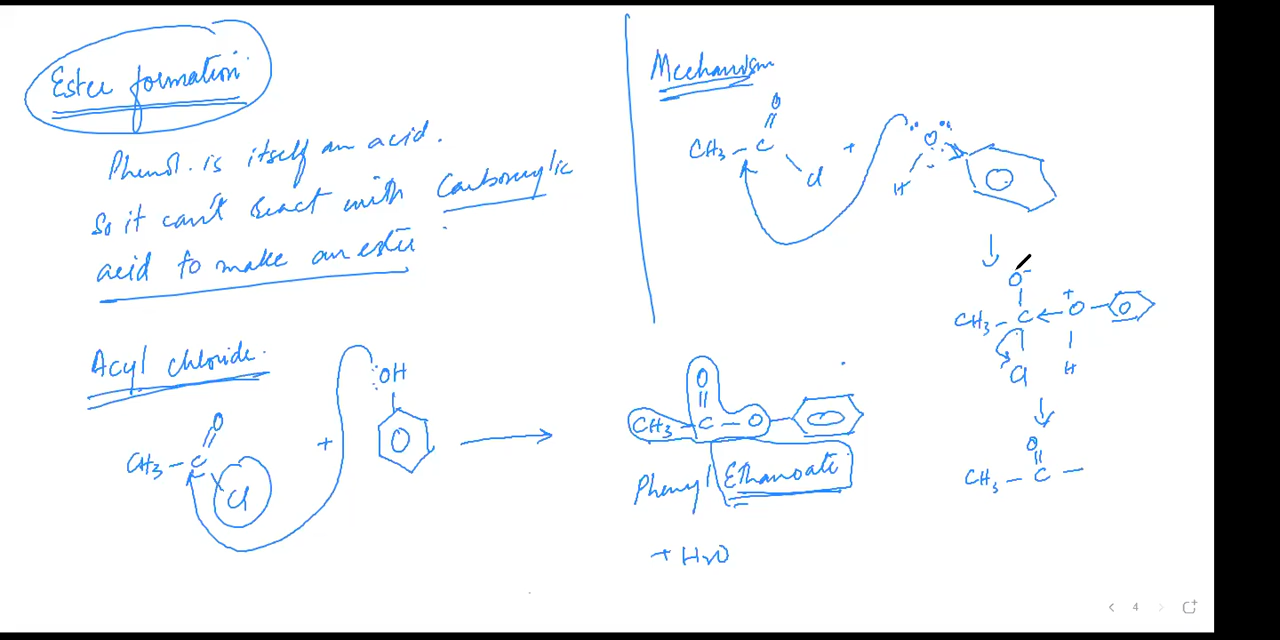 Ester formation
Phenol is itself an acid.
So it can't react with Carboxylic
acid to make an ester
Acyl chloride.
O
CH3 - C
Cl
+
OH
O
CH3 - C - O
Phenyl Ethanoate
+ H2O
Mechanism
O
CH3 - C
Cl
+
O
H
O-
CH3 - C
+
O
Cl
H
O
CH3 - C -
4